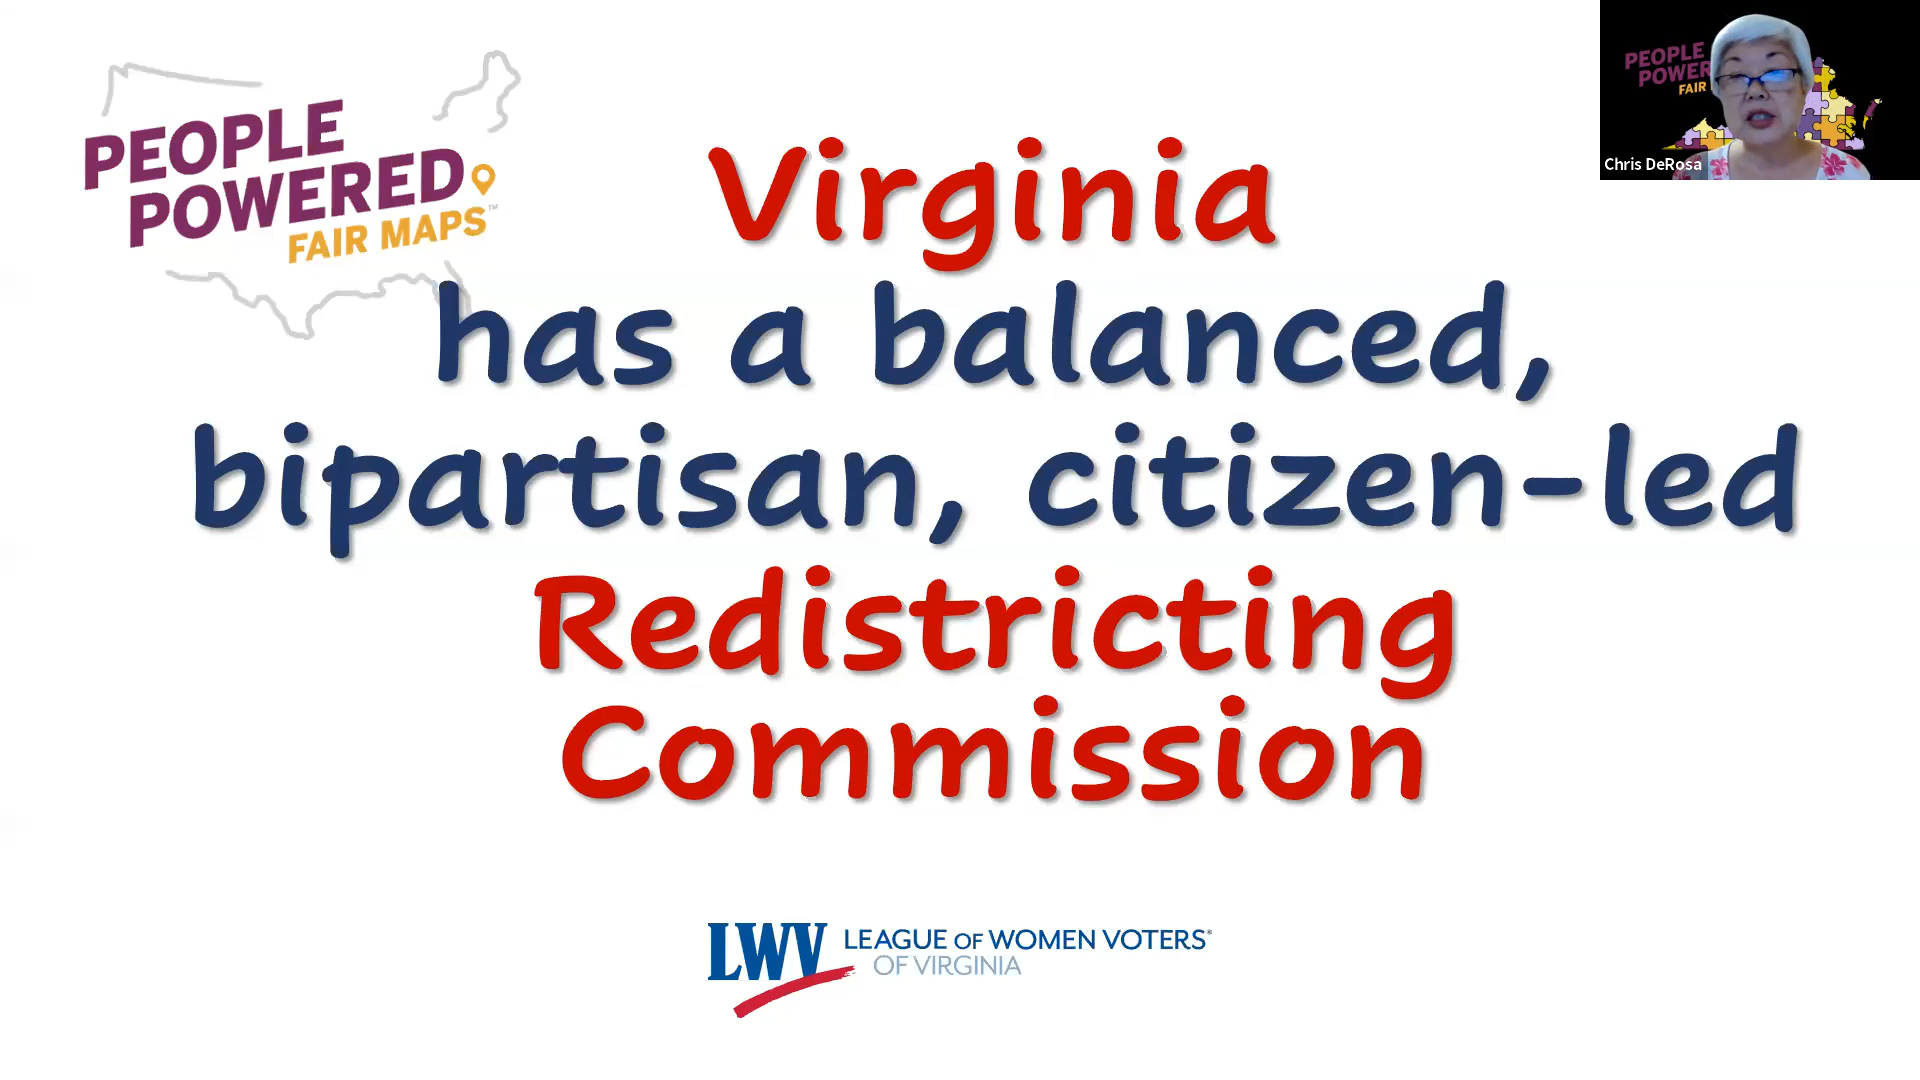 PEOPLE
POWERED
FAIR MAPS™
Virginia
has a balanced,
bipartisan, citizen-led
Redistricting
Commission
LWV LEAGUE OF WOMEN VOTERS®
OF VIRGINIA
PEOPLE
POWER
FAIR
Chris DeRosa